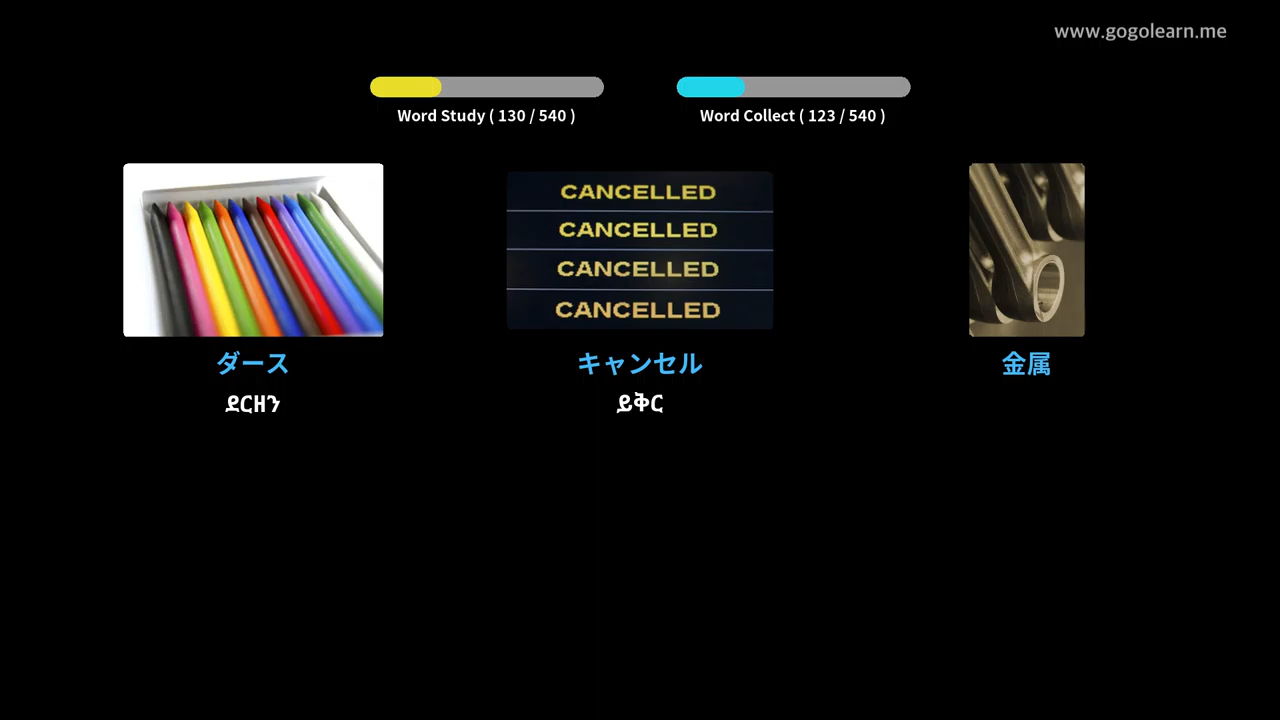 www.gogolearn.me
Word Study ( 130 / 540 )
Word Collect ( 123 / 540 )
CANCELLED
CANCELLED
CANCELLED
CANCELLED
ダース
キャンセル
金属
ደርዘን
ይቅር